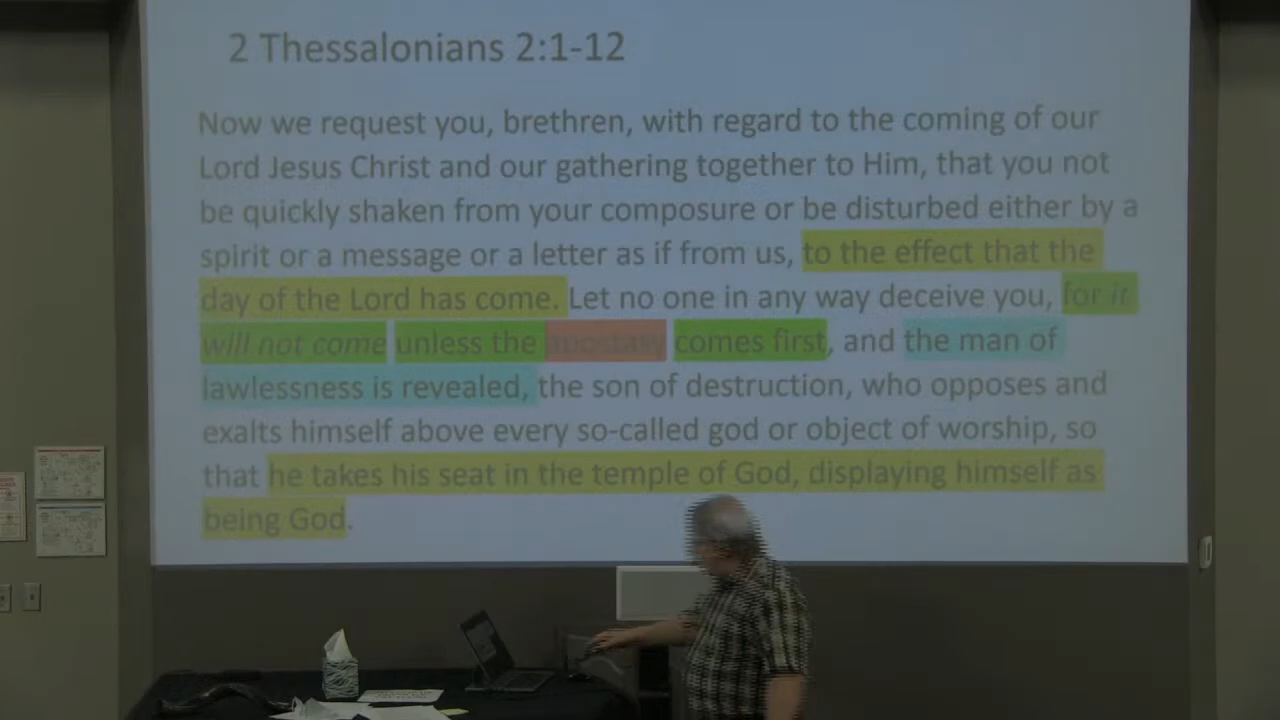 2 Thessalonians 2:1-12
Now we request you, brethren, with regard to the coming of our
Lord Jesus Christ and our gathering together to Him, that you not
be quickly shaken from your composure or be disturbed either by a
spirit or a message or a letter as if from us, to the effect that the
day of the Lord has come. Let no one in any way deceive you, for it
will not come unless the apostasy comes first, and the man of
lawlessness is revealed, the son of destruction, who opposes and
exalts himself above every so-called god or object of worship, so
that he takes his seat in the temple of God, displaying himself as
being God.